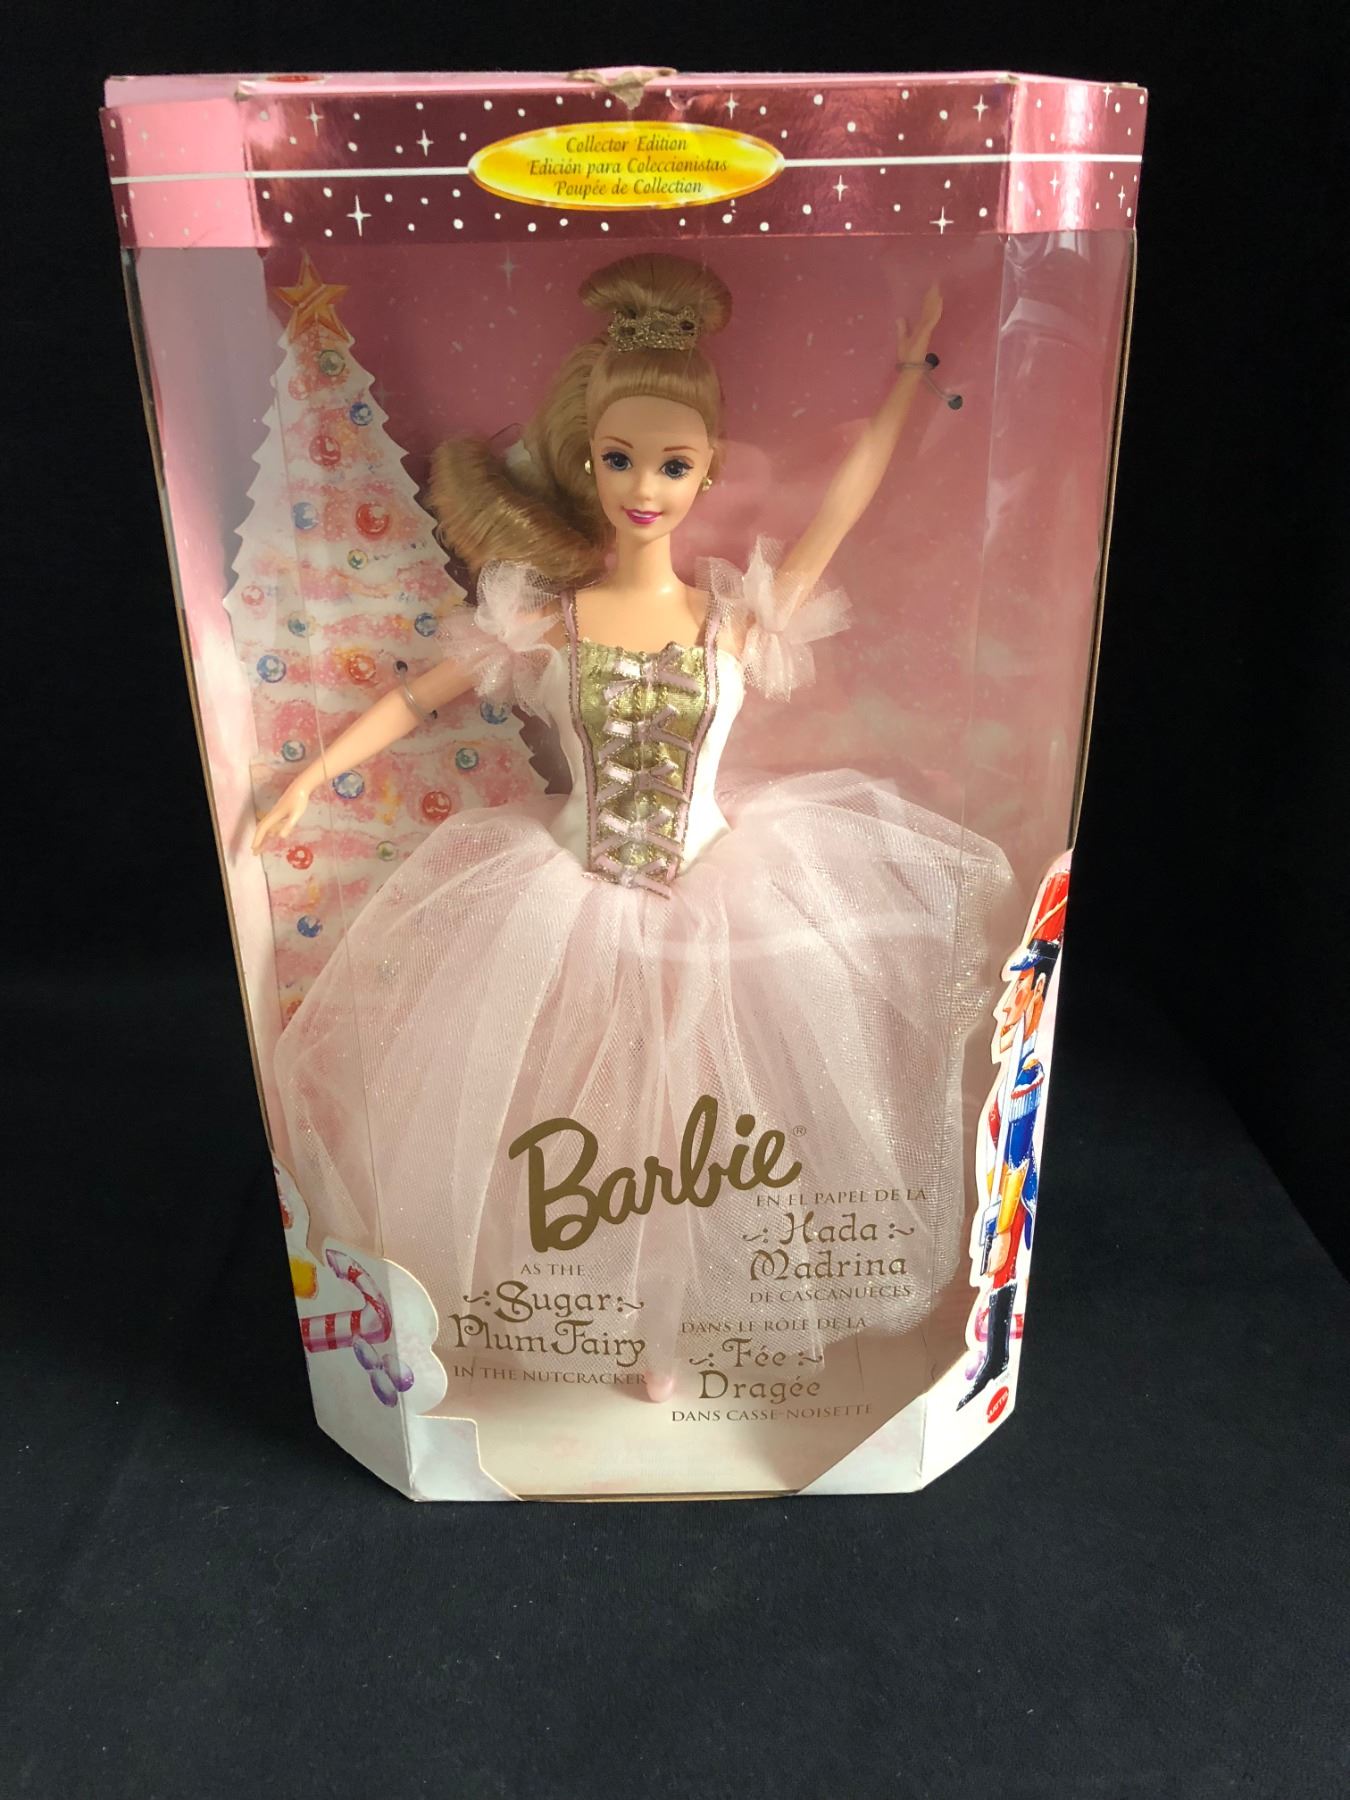 Collector Edition
Edición para Coleccionistas
Poupée de Collection
Barbie®
AS THE
Sugar
Plum Fairy
IN THE NUTCRACKER
EN EL PAPEL DE LA
Hada
Madrina
DE CASCANUECES
DANS LE RÔLE DE LA
Fée
Dragée
DANS CASSE-NOISETTE
MATTEL